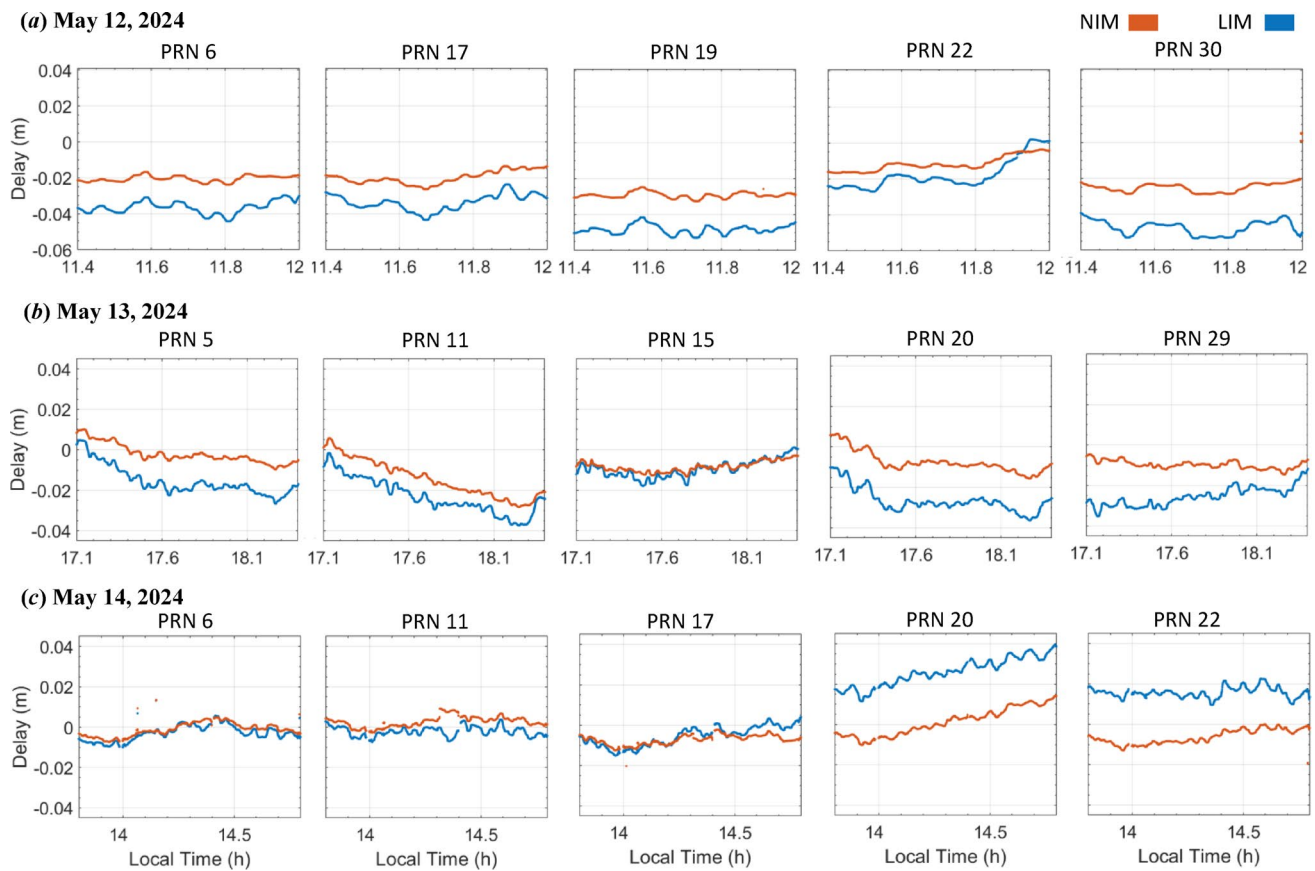 (a) May 12, 2024
NIM LIM
PRN 6 PRN 17 PRN 19 PRN 22 PRN 30
0.04
0.02
0
-0.02
-0.04
-0.06
Delay (m)
11.4 11.6 11.8 12 11.4 11.6 11.8 12 11.4 11.6 11.8 12 11.4 11.6 11.8 12 11.4 11.6 11.8 12
(b) May 13, 2024
PRN 5 PRN 11 PRN 15 PRN 20 PRN 29
0.04
0.02
0
-0.02
-0.04
Delay (m)
17.1 17.6 18.1 17.1 17.6 18.1 17.1 17.6 18.1 17.1 17.6 18.1 17.1 17.6 18.1
(c) May 14, 2024
PRN 6 PRN 11 PRN 17 PRN 20 PRN 22
0.04
0.02
0
-0.02
-0.04
Delay (m)
14 14.5 14 14.5 14 14.5 14 14.5 14 14.5
Local Time (h) Local Time (h) Local Time (h) Local Time (h) Local Time (h)